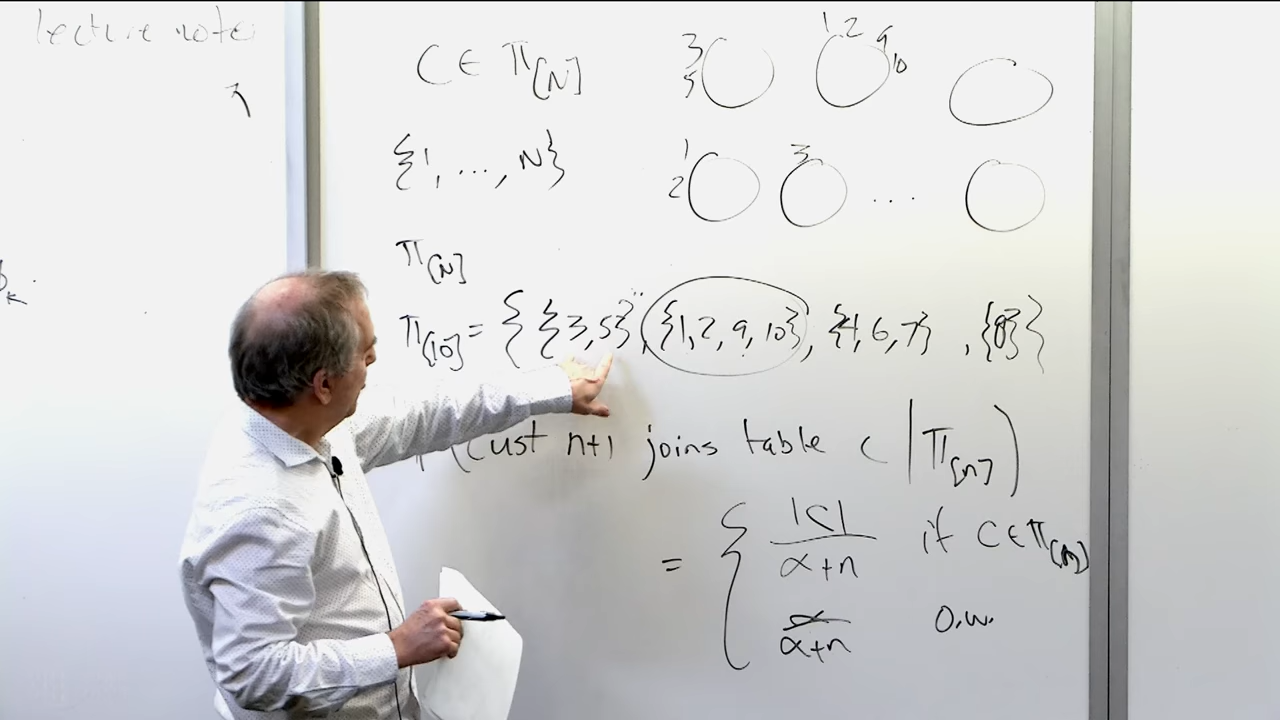 lecture notes
C ∈ Π[N]
3
5
1,2
9
10
{1, ..., N}
1
2
3
...
Π[N]
Π[10] = { {3,5}, {1,2,9,10}, {4,6,7}, {8} }
(cust n+1 joins table c | Π[n])
= { |c| / α+n if C ∈ Π[n]
α / α+n o.w.